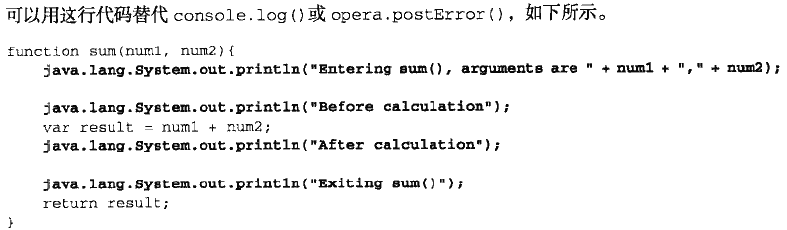 可以用这行代码替代 console.log()或 opera.postError()，如下所示。
function sum(num1, num2){
    java.lang.System.out.println("Entering sum(), arguments are " + num1 + "," + num2);
    java.lang.System.out.println("Before calculation");
    var result = num1 + num2;
    java.lang.System.out.println("After calculation");
    java.lang.System.out.println("Exiting sum()");
    return result;
}